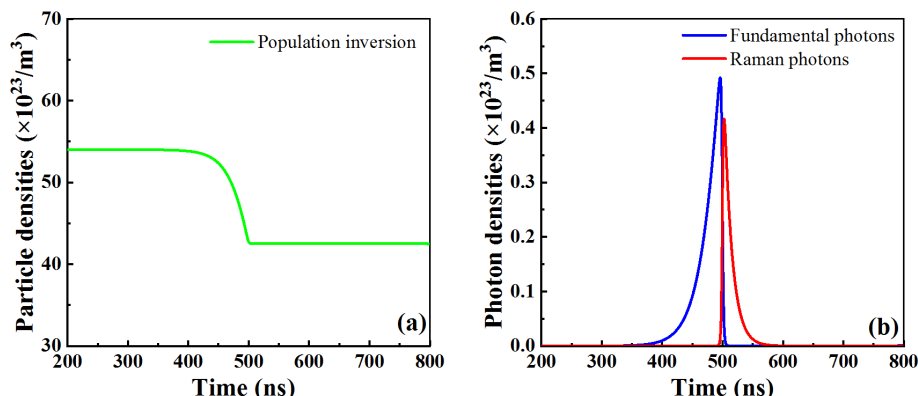 70
60
50
40
30
200 300 400 500 600 700 800
Particle densities (×10²³/m³)
Time (ns)
Population inversion
(a)
0.6
0.5
0.4
0.3
0.2
0.1
0.0
200 300 400 500 600 700 800
Photon densities (×10²³/m³)
Time (ns)
Fundamental photons
Raman photons
(b)